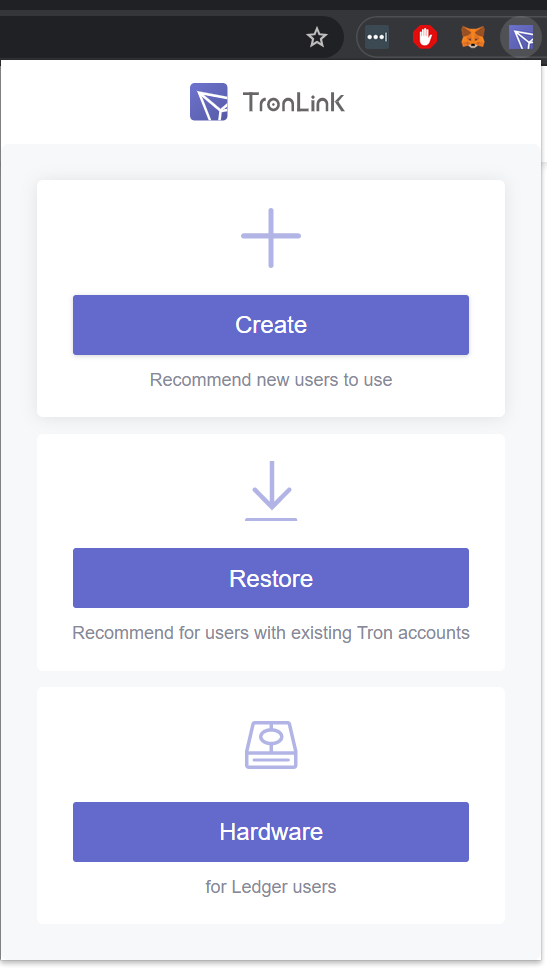 TronLink
Create
Recommend new users to use
Restore
Recommend for users with existing Tron accounts
Hardware
for Ledger users